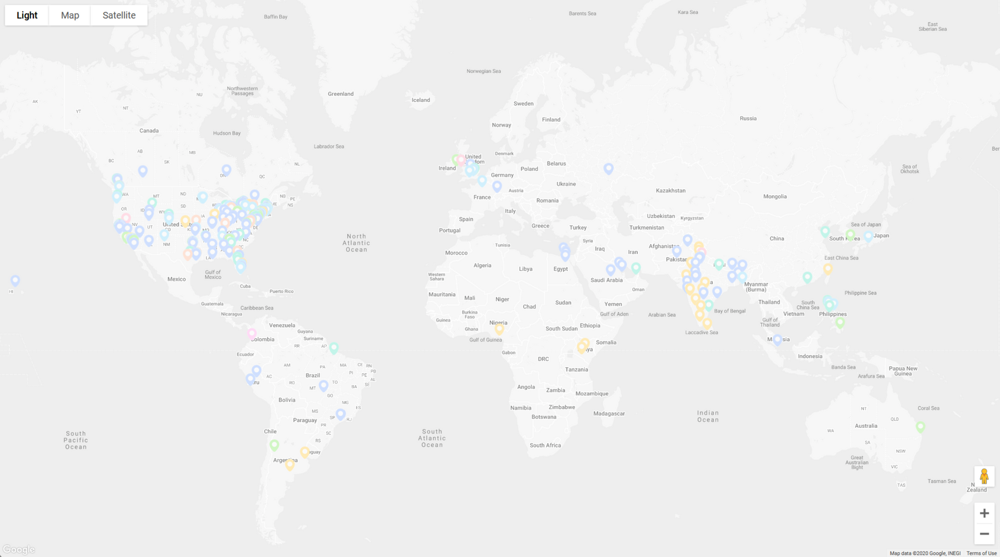 Light
Map
Satellite
Baffin Bay
Barents Sea
Kara Sea
East
Siberian Sea
Norwegian Sea
Northwestern
Passages
Greenland
Iceland
NU
AK
NT
YT
Sweden
Finland
Russia
Norway
Canada
Hudson Bay
Labrador Sea
AB
MB
BC
SK
NL
ON
QC
United
Ireland
Denmark
Belarus
Poland
Germany
Ukraine
Austria
France
Romania
Kazakhstan
Mongolia
Sea of
Okhotsk
Ber
WA
MT
ND
NB
PE
NS
ME
OR
ID
SD
WY
IA
NV
UT
CO
DE
NM
NC
LA
United
Italy
Spain
Portugal
Greece
Turkey
Uzbekistan
Kyrgyzstan
Turkmenistan
Sea of Japan
China
South
Japan
North
Atlantic
Ocean
Tunisia
Syria
Iraq
Iran
Afghanistan
Pakistan
East China Sea
Morocco
Algeria
Libya
Egypt
Western
Sahara
Saudi Arabia
Oman
Myanmar
(Burma)
Gulf of
Mexico
Mexico
Cuba
Puerto Rico
HI
Mauritania
Mali
Niger
Chad
Sudan
Yemen
Gulf of Aden
Arabian Sea
Bay of Bengal
Thailand
South
China Sea
Vietnam
Philippine Sea
Philippines
Guatemala
Caribbean Sea
Nicaragua
Burkina
Faso
Guinea
Ghana
Nigeria
Gulf of Guinea
South Sudan
Ethiopia
Somalia
Laccadive Sea
Gulf of
Thailand
Venezuela
Guyana
Suriname
Colombia
RR
AP
Ecuador
Gabon
DRC
Tanzania
Indonesia
Banda Sea
Arafura Sea
Papua New
Guinea
AM
PA
MA
CE
RN
PB
PI
PE
AL
SE
AC
RO
TO
BA
Brazil
MT
GO
Bolivia
MG
ES
MS
SP
RJ
PR
Paraguay
SC
RS
Chile
Argentina
Angola
Zambia
Mozambique
Namibia
Zimbabwe
Botswana
Madagascar
South Africa
Indian
Ocean
South
Pacific
Ocean
South
Atlantic
Ocean
Coral Sea
NT
QLD
WA
Australia
SA
NSW
Great
Australian
Bight
VIC
TAS
Tasman Sea
Zealand
Google
Map data ©2020 Google, INEGI
Terms of Use